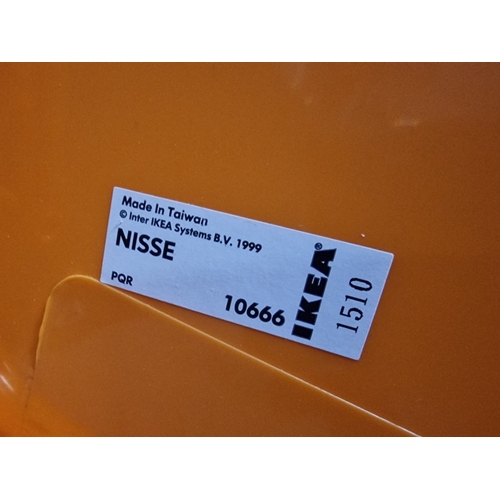 Made In Taiwan
© Inter IKEA Systems B.V. 1999
NISSE
PQR
10666
IKEA®
1510